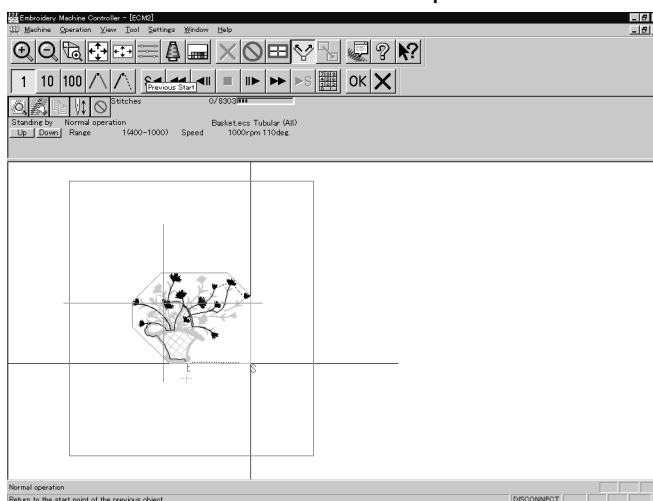 Embroidery Machine Controller - [ECM2]
Machine Operation View Tool Settings Window Help
1 10 100 S OK
Previous Start
Stitches 0/8303
Standing by Normal operation Basket.ecs Tubular (All)
Up Down Range 1(400-1000) Speed 1000rpm 110deg.
E S
Normal operation
Return to the start point of the previous object DISCONNECT